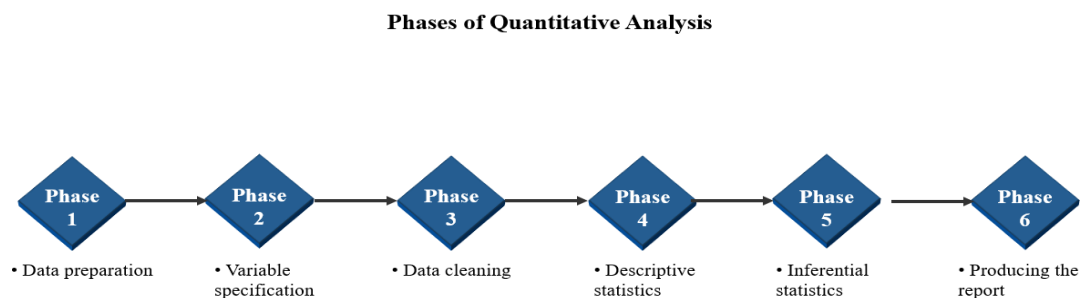 Phases of Quantitative Analysis
Phase
1
Phase
2
Phase
3
Phase
4
Phase
5
Phase
6
• Data preparation
• Variable
specification
• Data cleaning
• Descriptive
statistics
• Inferential
statistics
• Producing the
report